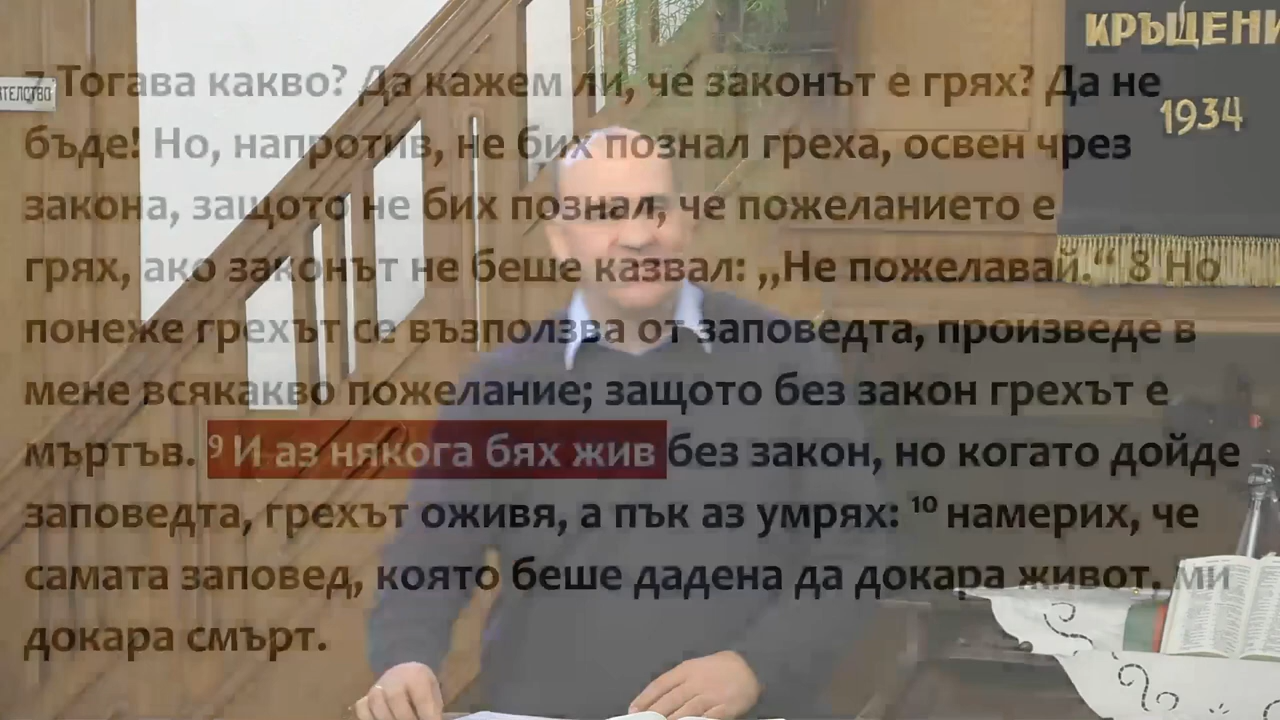 КРЪЩЕНИ
1934
ИТЕЛСТВО
7 Тогава какво? Да кажем ли, че законът е грях? Да не
бъде! Но, напротив, не бих познал греха, освен чрез
закона, защото не бих познал, че пожеланието е
грях, ако законът не беше казвал: „Не пожелавай.“ 8 Но
понеже грехът се възползва от заповедта, произведе в
мене всякакво пожелание; защото без закон грехът е
мъртъв. ⁹ И аз някога бях жив без закон, но когато дойде
заповедта, грехът оживя, а пък аз умрях: ¹⁰ намерих, че
самата заповед, която беше дадена да докара живот, ми
докара смърт.